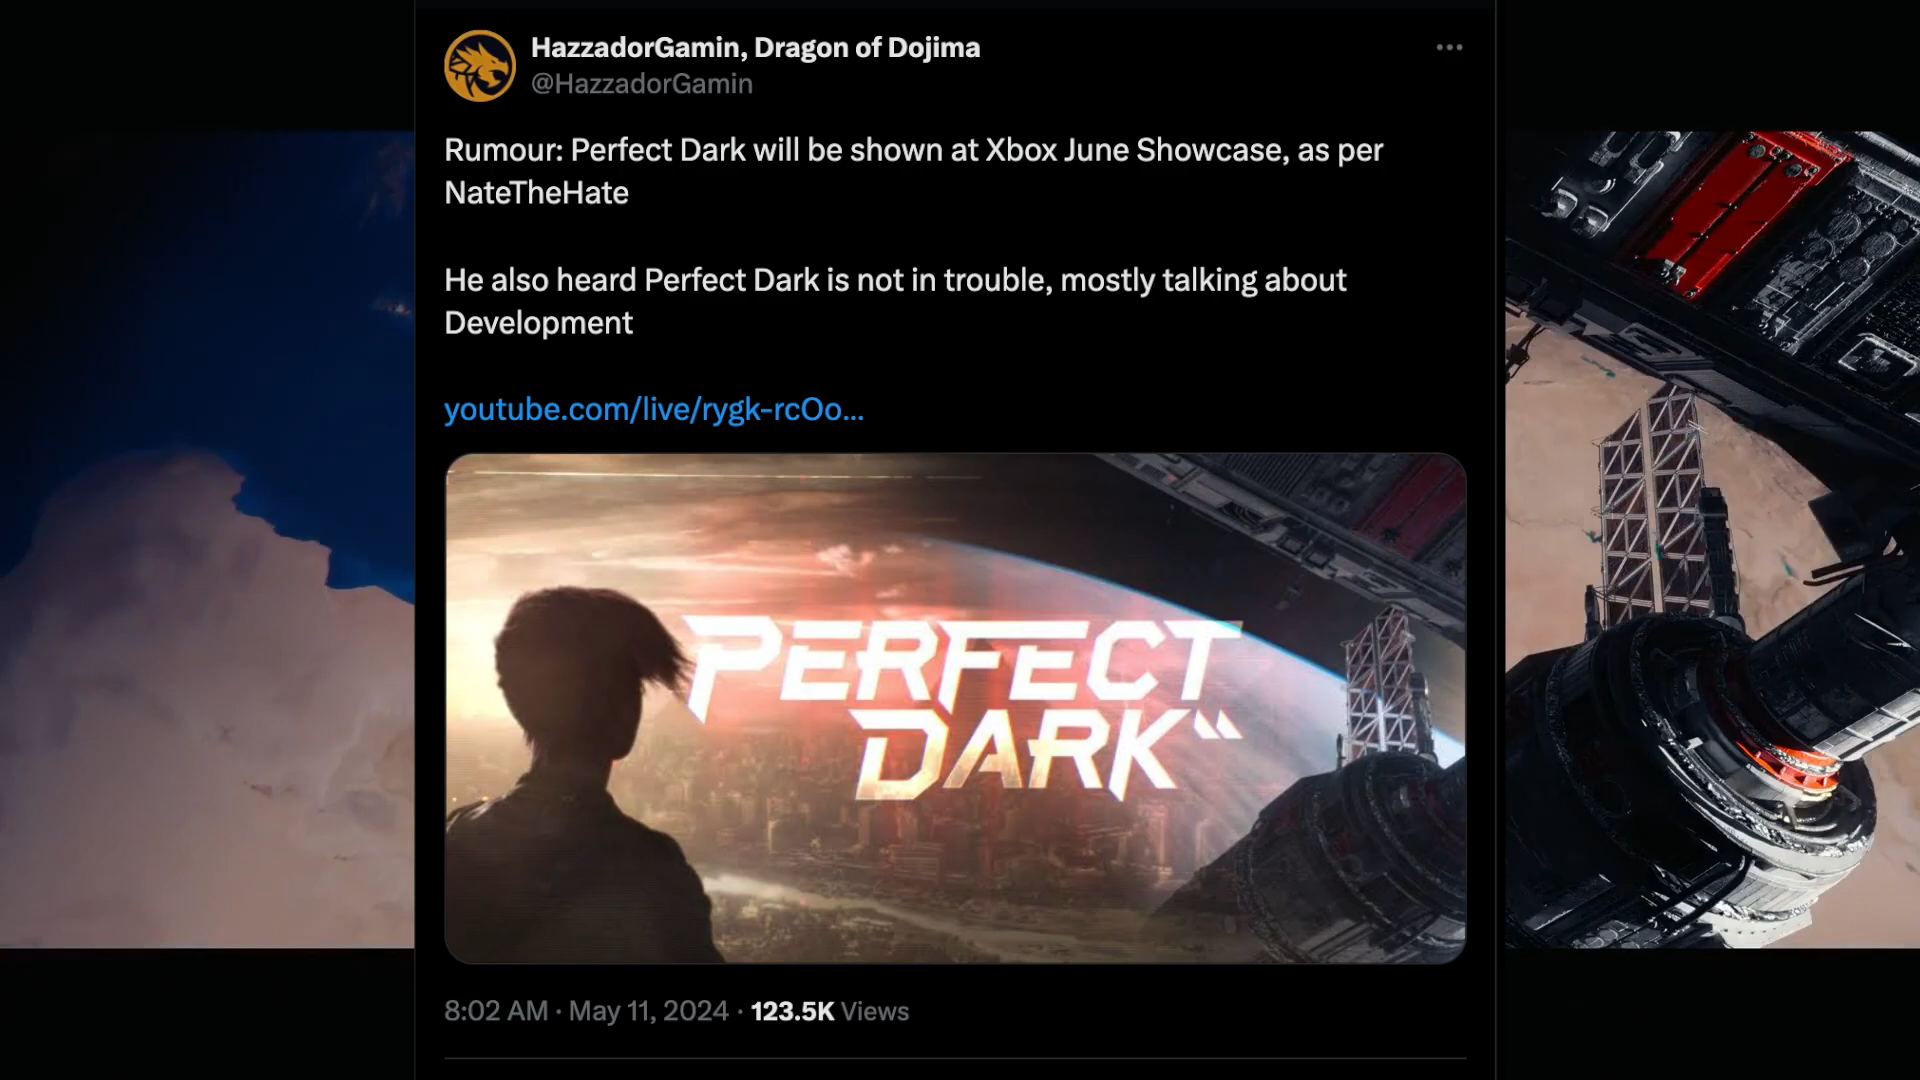 HazzadorGamin, Dragon of Dojima
@HazzadorGamin
Rumour: Perfect Dark will be shown at Xbox June Showcase, as per
NateTheHate
He also heard Perfect Dark is not in trouble, mostly talking about
Development
youtube.com/live/rygk-rcOo...
PERFECT
DARK
8:02 AM · May 11, 2024 · 123.5K Views